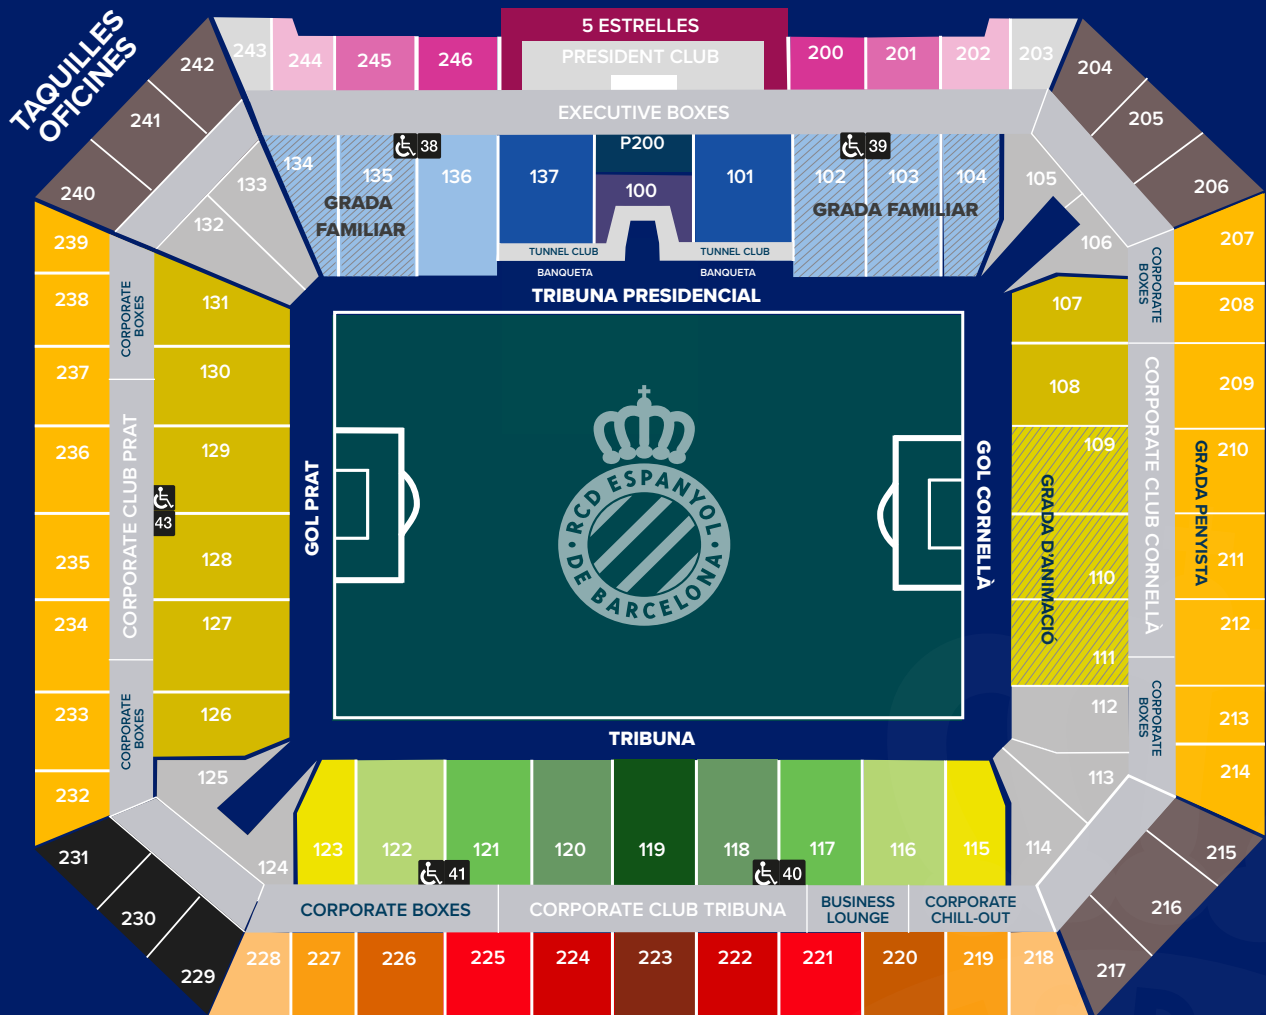 TAQUILLES
OFICINES
5 ESTRELLES
PRESIDENT CLUB
242
243
244
245
246
200
201
202
203
204
241
205
240
206
EXECUTIVE BOXES
38
39
134
135
136
137
P200
100
101
102
103
104
105
106
133
132
GRADA
FAMILIAR
GRADA FAMILIAR
TUNNEL CLUB
TUNNEL CLUB
BANQUETA
BANQUETA
TRIBUNA PRESIDENCIAL
239
238
237
236
235
234
233
232
CORPORATE
BOXES
CORPORATE CLUB PRAT
CORPORATE
BOXES
43
131
130
129
128
127
126
125
124
GOL PRAT
RCD ESPANYOL
DE BARCELONA
GOL CORNELLÀ
107
108
109
110
111
112
113
114
GRADA D'ANIMACIÓ
CORPORATE
BOXES
CORPORATE CLUB CORNELLÀ
CORPORATE
BOXES
GRADA PENYISTA
207
208
209
210
211
212
213
214
TRIBUNA
123
122
121
120
119
118
117
116
115
41
40
CORPORATE BOXES
CORPORATE CLUB TRIBUNA
BUSINESS
LOUNGE
CORPORATE
CHILL-OUT
231
230
229
228
227
226
225
224
223
222
221
220
219
218
217
216
215